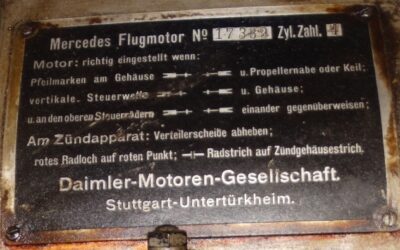 Mercedes Flugmotor No 17382 Zyl. Zahl. 4
Motor: richtig eingestellt wenn:
Pfeilmarken am Gehäuse u. Propellernabe oder Keil;
vertikale. Steuerwelle u. Gehäuse;
u. an den oberen Steuerrädern einander gegenüberweisen;
Am Zündapparat: Verteilerscheibe abheben;
rotes Radloch auf roten Punkt; Radstrich auf Zündgehäusestrich.
Daimler-Motoren-Gesellschaft.
Stuttgart-Untertürkheim.